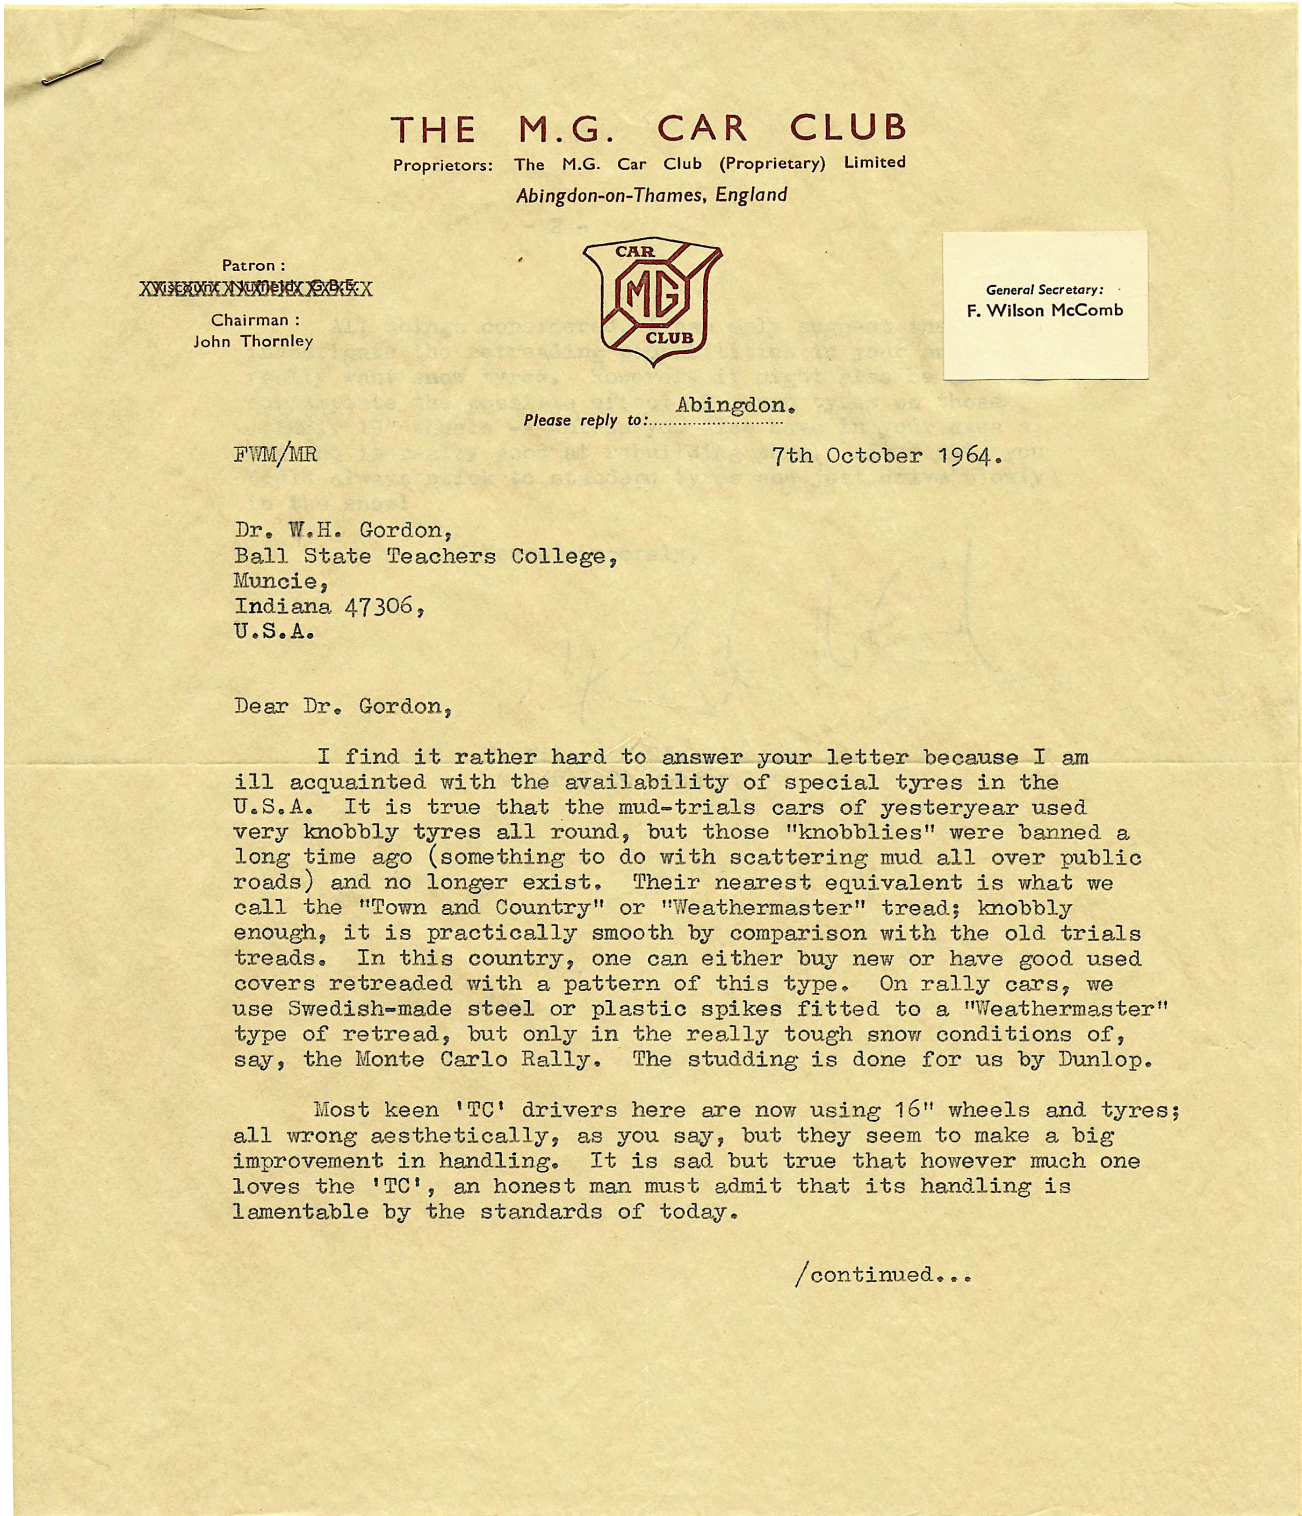 THE M.G. CAR CLUB
Proprietors: The M.G. Car Club (Proprietary) Limited
Abingdon-on-Thames, England
CAR
MG
CLUB
Patron :
Viscount Nuffield, G.B.E.
Chairman :
John Thornley
General Secretary:
F. Wilson McComb
Please reply to:..... Abingdon.
FWM/MR 7th October 1964.
Dr. W.H. Gordon,
Ball State Teachers College,
Muncie,
Indiana 47306,
U.S.A.
Dear Dr. Gordon,
I find it rather hard to answer your letter because I am
ill acquainted with the availability of special tyres in the
U.S.A. It is true that the mud-trials cars of yesteryear used
very knobbly tyres all round, but those "knobblies" were banned a
long time ago (something to do with scattering mud all over public
roads) and no longer exist. Their nearest equivalent is what we
call the "Town and Country" or "Weathermaster" tread; knobbly
enough, it is practically smooth by comparison with the old trials
treads. In this country, one can either buy new or have good used
covers retreaded with a pattern of this type. On rally cars, we
use Swedish-made steel or plastic spikes fitted to a "Weathermaster"
type of retread, but only in the really tough snow conditions of,
say, the Monte Carlo Rally. The studding is done for us by Dunlop.
Most keen 'TC' drivers here are now using 16" wheels and tyres;
all wrong aesthetically, as you say, but they seem to make a big
improvement in handling. It is sad but true that however much one
loves the 'TC', an honest man must admit that its handling is
lamentable by the standards of today.
/continued...